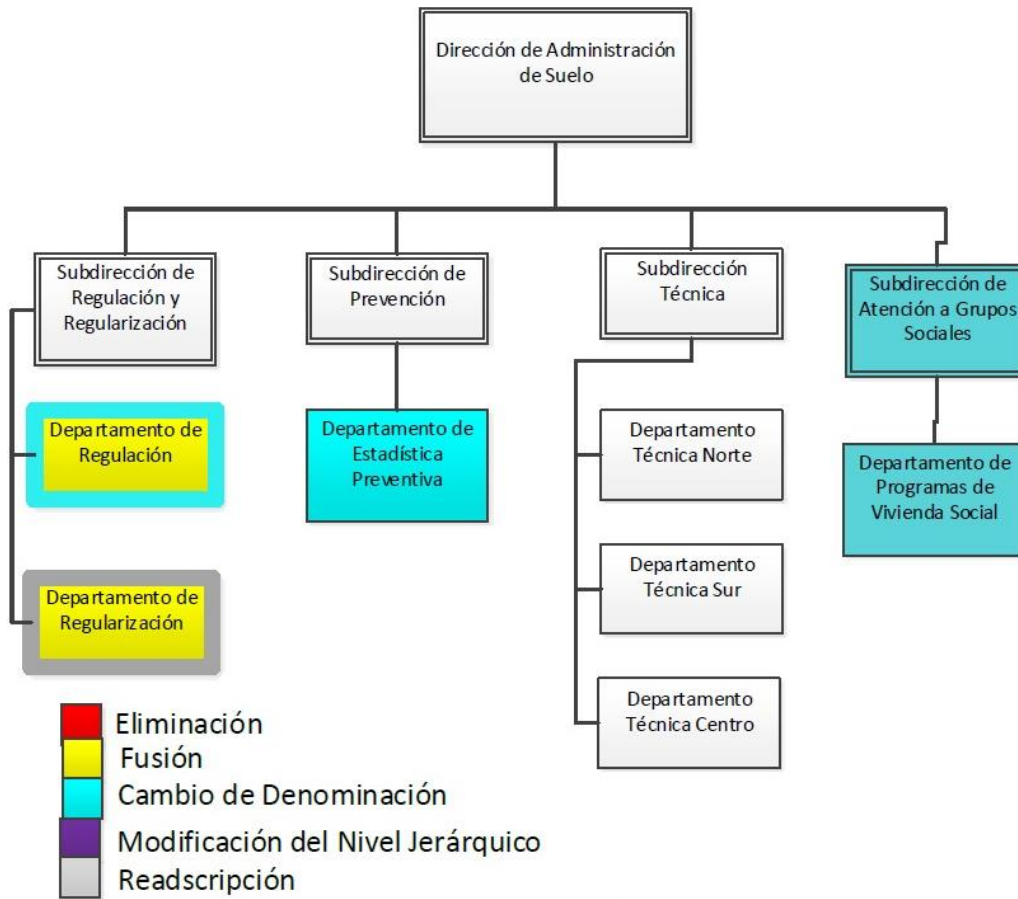 Dirección de Administración
de Suelo
Subdirección de
Regulación y
Regularización
Subdirección de
Prevención
Subdirección
Técnica
Subdirección de
Atención a Grupos
Sociales
Departamento de
Regulación
Departamento de
Estadística
Preventiva
Departamento
Técnica Norte
Departamento de
Programas de
Vivienda Social
Departamento de
Regularización
Departamento
Técnica Sur
Departamento
Técnica Centro
Eliminación
Fusión
Cambio de Denominación
Modificación del Nivel Jerárquico
Readscripción